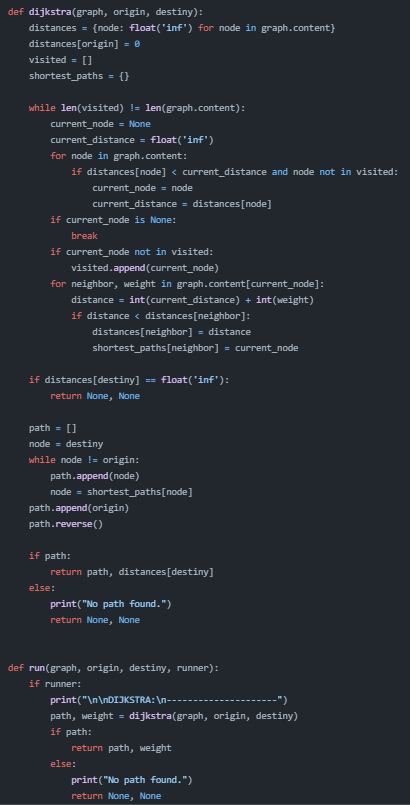 def dijkstra(graph, origin, destiny):
    distances = {node: float('inf') for node in graph.content}
    distances[origin] = 0
    visited = []
    shortest_paths = {}

    while len(visited) != len(graph.content):
        current_node = None
        current_distance = float('inf')
        for node in graph.content:
            if distances[node] < current_distance and node not in visited:
                current_node = node
                current_distance = distances[node]
        if current_node is None:
            break
        if current_node not in visited:
            visited.append(current_node)
        for neighbor, weight in graph.content[current_node]:
            distance = int(current_distance) + int(weight)
            if distance < distances[neighbor]:
                distances[neighbor] = distance
                shortest_paths[neighbor] = current_node

    if distances[destiny] == float('inf'):
        return None, None

    path = []
    node = destiny
    while node != origin:
        path.append(node)
        node = shortest_paths[node]
    path.append(origin)
    path.reverse()

    if path:
        return path, distances[destiny]
    else:
        print("No path found.")
        return None, None


def run(graph, origin, destiny, runner):
    if runner:
        print("\n\nDIJKSTRA:\n---------------------")
        path, weight = dijkstra(graph, origin, destiny)
        if path:
            return path, weight
        else:
            print("No path found.")
            return None, None